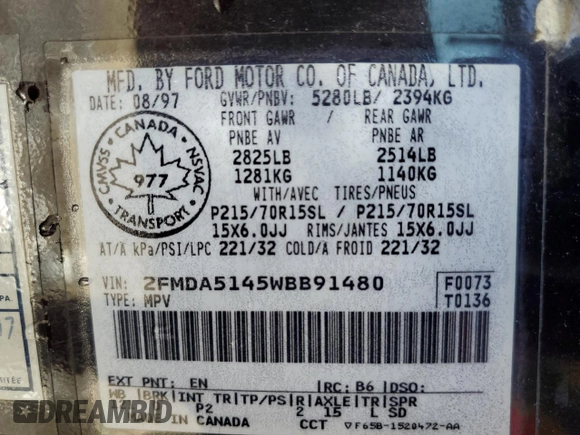 MFD. BY FORD MOTOR CO. OF CANADA, LTD.
DATE: 08/97 GVWR/PNBV: 5280LB/ 2394KG
FRONT GAWR / REAR GAWR
PNBE AV PNBE AR
2825LB 2514LB
1281KG 1140KG
WITH/AVEC TIRES/PNEUS
P215/70R15SL / P215/70R15SL
15X6.0JJ RIMS/JANTES 15X6.0JJ
AT/A kPa/PSI/LPC 221/32 COLD/A FROID 221/32
CMVSS • CANADA • NSVAC
977
• TRANSPORT •
VIN: 2FMDA5145WBB91480
TYPE: MPV
F0073
T0136
EXT PNT: EN RC: B6 DSO:
WB BRK INT TR TP/PS R AXLE TR SPR
P2 2 15 L SD
IN CANADA CCT ▽F65B-1520472-AA
PA
97
ITÉE
DREAMBID